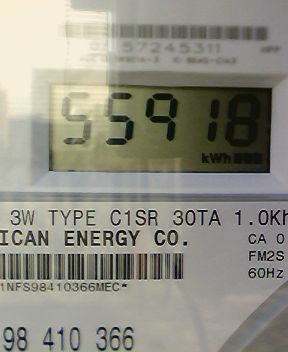 57245311
55918
kWh
3W TYPE C1SR 30TA 1.0Kh
ICAN ENERGY CO.
CA 0
FM2S
60Hz
1NFS98410366MEC*
98 410 366